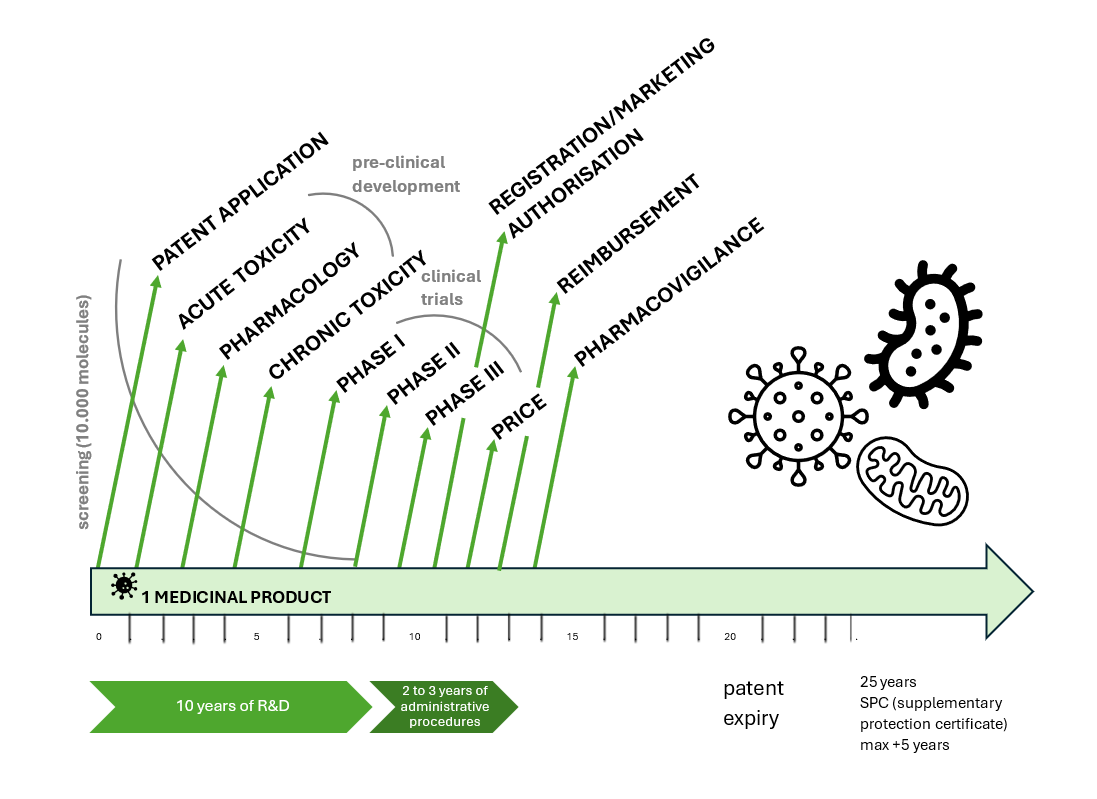 REGISTRATION/MARKETING
AUTHORISATION
PATENT APPLICATION
pre-clinical
development
ACUTE TOXICITY
PHARMACOLOGY
CHRONIC TOXICITY
clinical
trials
REIMBURSEMENT
PHARMACOVIGILANCE
PHASE I
PHASE II
PHASE III
PRICE
screening (10.000 molecules)
1 MEDICINAL PRODUCT
0 5 10 15 20
10 years of R&D
2 to 3 years of
administrative
procedures
patent
expiry
25 years
SPC (supplementary
protection certificate)
max +5 years